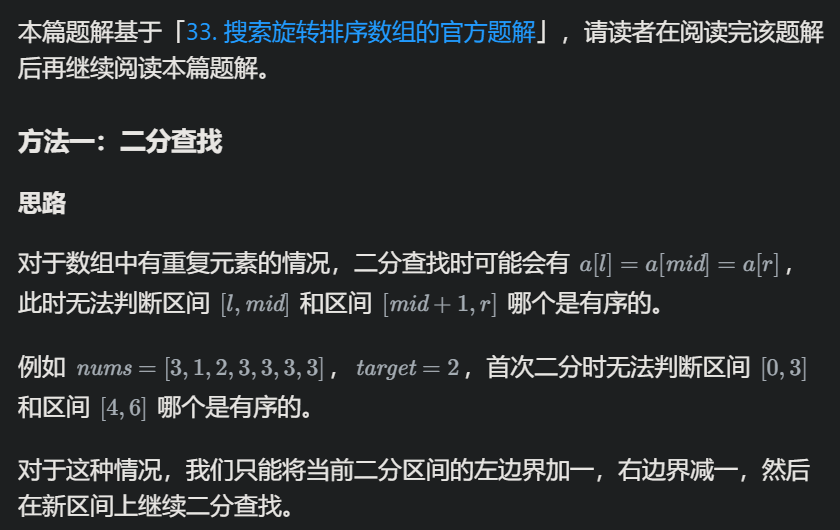 本篇题解基于「33. 搜索旋转排序数组的官方题解」，请读者在阅读完该题解
后再继续阅读本篇题解。
方法一：二分查找
思路
对于数组中有重复元素的情况，二分查找时可能会有 a[l] = a[mid] = a[r]，
此时无法判断区间 [l, mid] 和区间 [mid + 1, r] 哪个是有序的。
例如 nums = [3, 1, 2, 3, 3, 3, 3]，target = 2，首次二分时无法判断区间 [0, 3]
和区间 [4, 6] 哪个是有序的。
对于这种情况，我们只能将当前二分区间的左边界加一，右边界减一，然后
在新区间上继续二分查找。